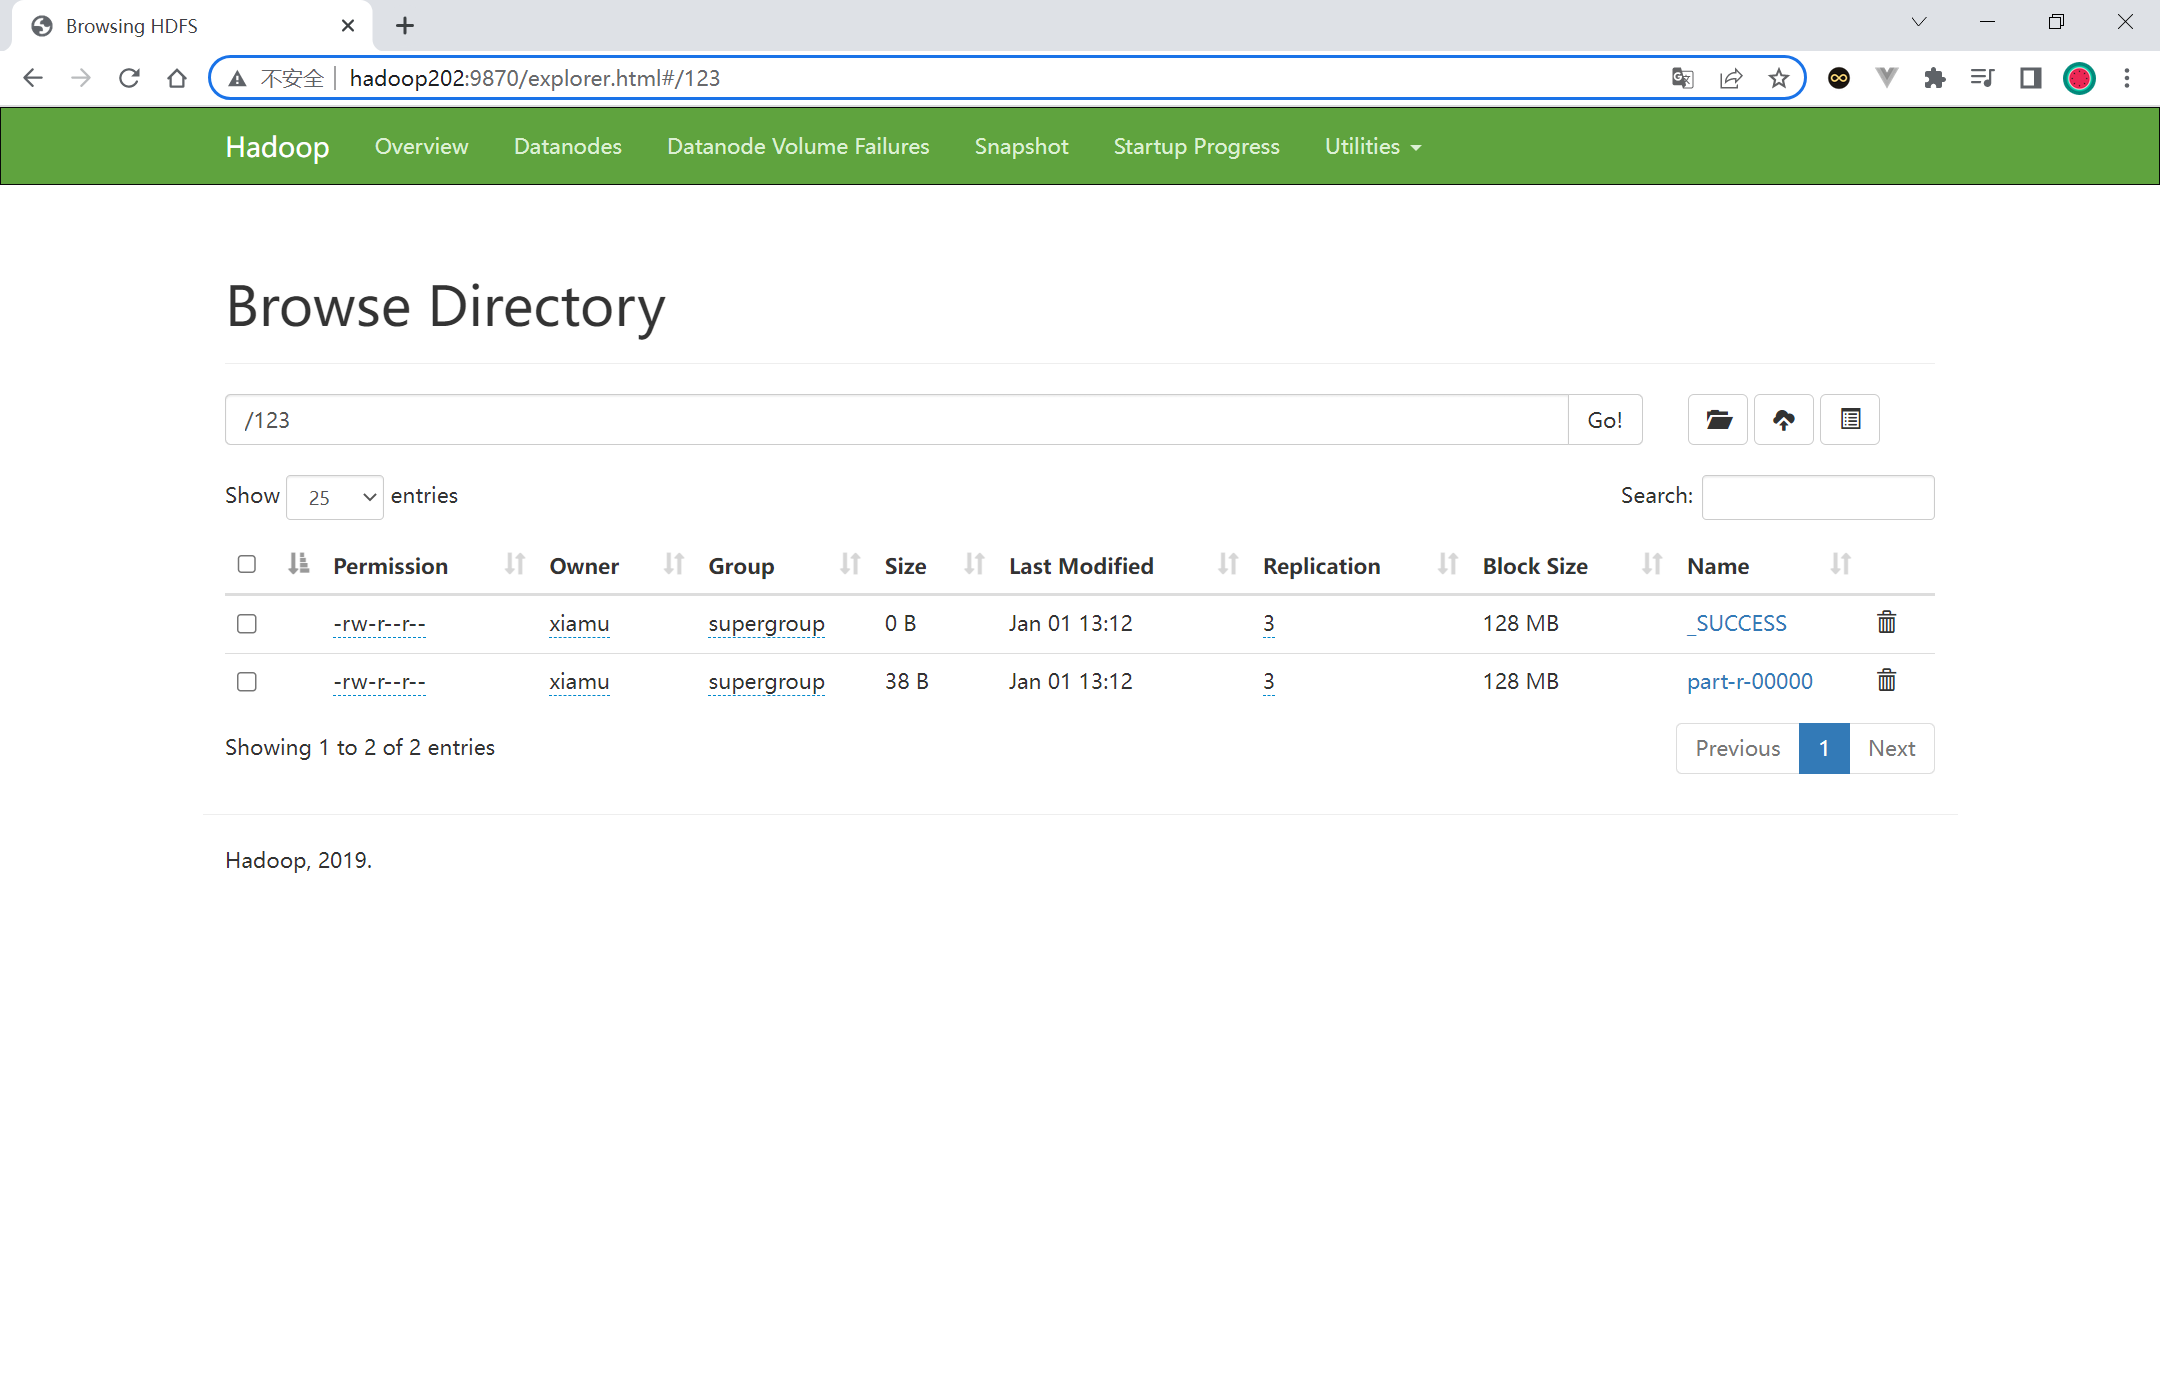 Browsing HDFS
不安全 hadoop202:9870/explorer.html#/123
Hadoop Overview Datanodes Datanode Volume Failures Snapshot Startup Progress Utilities
Browse Directory
/123 Go!
Show 25 entries Search:
Permission Owner Group Size Last Modified Replication Block Size Name
-rw-r--r-- xiamu supergroup 0 B Jan 01 13:12 3 128 MB _SUCCESS
-rw-r--r-- xiamu supergroup 38 B Jan 01 13:12 3 128 MB part-r-00000
Showing 1 to 2 of 2 entries Previous 1 Next
Hadoop, 2019.